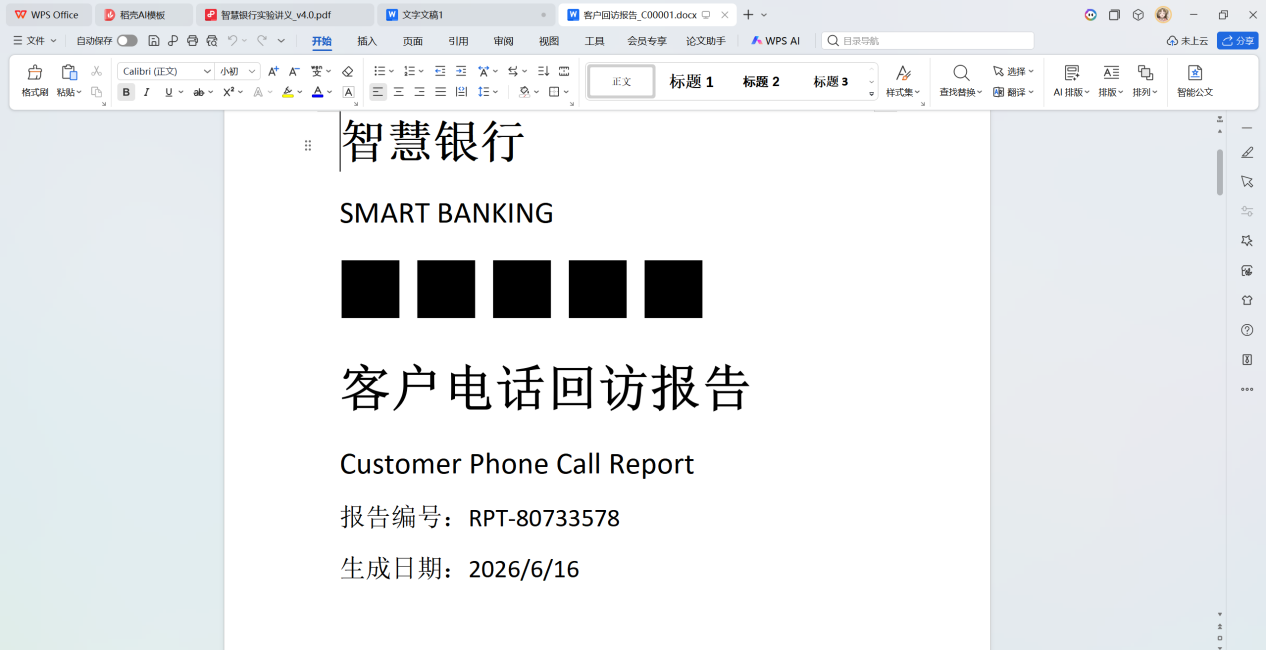 WPS Office 稻壳AI模板 智慧银行实验讲义_v4.0.pdf 文字文稿1 客户回访报告_C00001.docx
文件 自动保存 开始 插入 页面 引用 审阅 视图 工具 会员专享 论文助手 WPS AI 目录导航 未上云 分享
Calibri (正文) 小初 A+ A- 选择
正文 标题 1 标题 2 标题 3
格式刷 粘贴 B I U ab X² A A A 样式集 查找替换 翻译 AI 排版 排版 排列 智能公文
智慧银行
SMART BANKING
客户电话回访报告
Customer Phone Call Report
报告编号：RPT-80733578
生成日期：2026/6/16